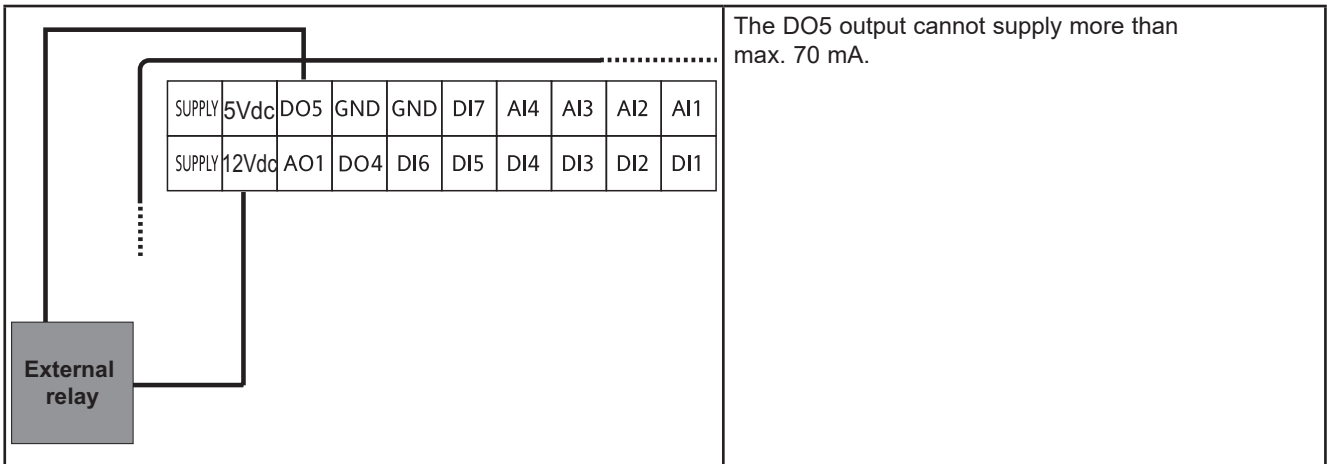 The DO5 output cannot supply more than
max. 70 mA.
SUPPLY 5Vdc DO5 GND GND DI7 AI4 AI3 AI2 AI1
SUPPLY 12Vdc AO1 DO4 DI6 DI5 DI4 DI3 DI2 DI1
External
relay